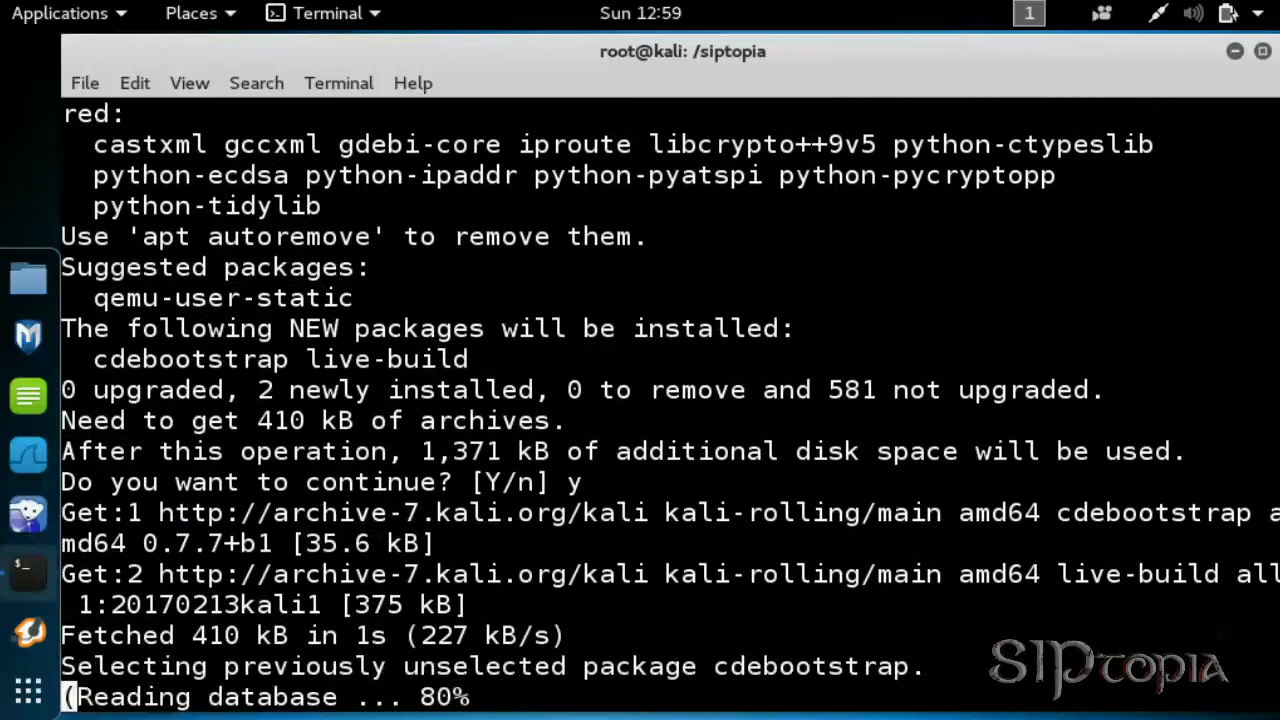 Applications Places Terminal Sun 12:59 1
root@kali: /siptopia
File Edit View Search Terminal Help
red:
castxml gccxml gdebi-core iproute libcrypto++9v5 python-ctypeslib
python-ecdsa python-ipaddr python-pyatspi python-pycryptopp
python-tidylib
Use 'apt autoremove' to remove them.
Suggested packages:
qemu-user-static
The following NEW packages will be installed:
cdebootstrap live-build
0 upgraded, 2 newly installed, 0 to remove and 581 not upgraded.
Need to get 410 kB of archives.
After this operation, 1,371 kB of additional disk space will be used.
Do you want to continue? [Y/n] y
Get:1 http://archive-7.kali.org/kali kali-rolling/main amd64 cdebootstrap a
md64 0.7.7+b1 [35.6 kB]
Get:2 http://archive-7.kali.org/kali kali-rolling/main amd64 live-build all
1:20170213kali1 [375 kB]
Fetched 410 kB in 1s (227 kB/s)
Selecting previously unselected package cdebootstrap.
(Reading database ... 80%
SIPtopia